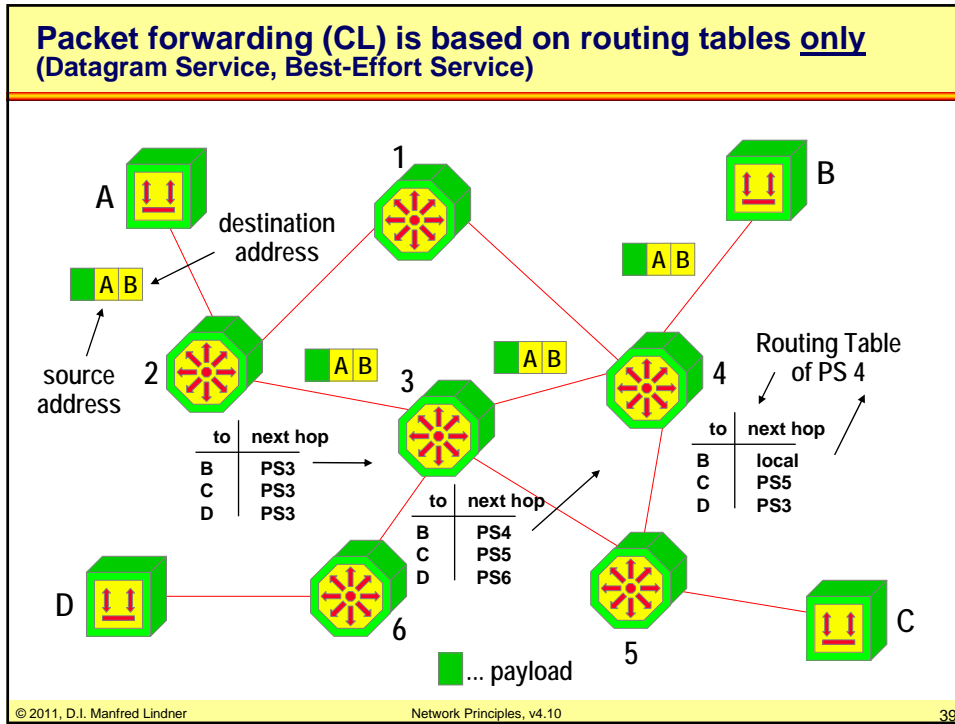 Packet forwarding (CL) is based on routing tables only
(Datagram Service, Best-Effort Service)
1
A
B
destination
address
A B
A B
2
source
address
A B
3
A B
4
Routing Table
of PS 4
to next hop
B PS3
C PS3
D PS3
to next hop
B PS4
C PS5
D PS6
to next hop
B local
C PS5
D PS3
D
6
5
C
... payload
© 2011, D.I. Manfred Lindner
Network Principles, v4.10
39